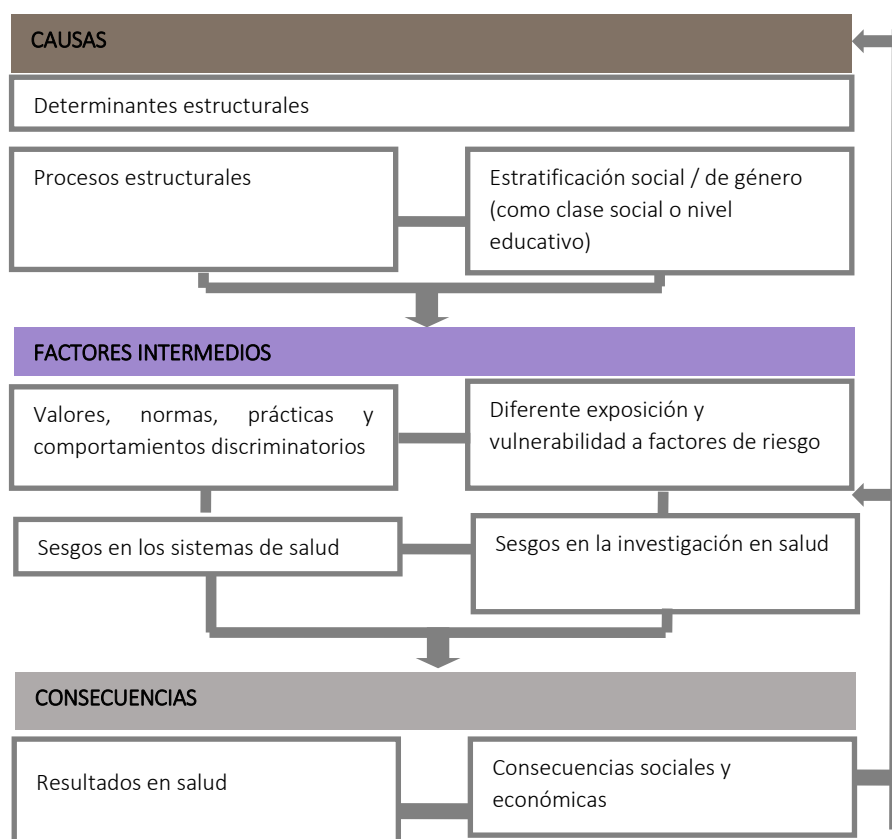 CAUSAS
Determinantes estructurales
Procesos estructurales
Estratificación social / de género
(como clase social o nivel
educativo)
FACTORES INTERMEDIOS
Valores, normas, prácticas y
comportamientos discriminatorios
Diferente exposición y
vulnerabilidad a factores de riesgo
Sesgos en los sistemas de salud
Sesgos en la investigación en salud
CONSECUENCIAS
Resultados en salud
Consecuencias sociales y
económicas